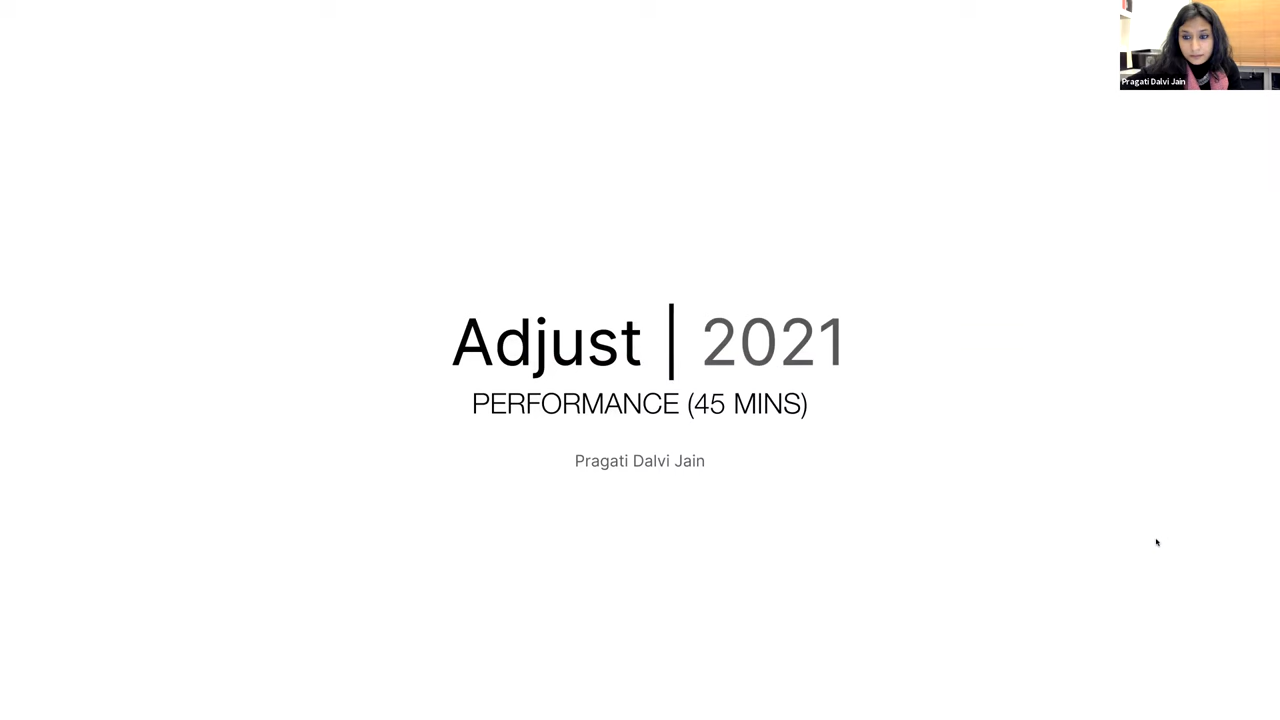 Pragati Dalvi Jain
Adjust | 2021
PERFORMANCE (45 MINS)
Pragati Dalvi Jain